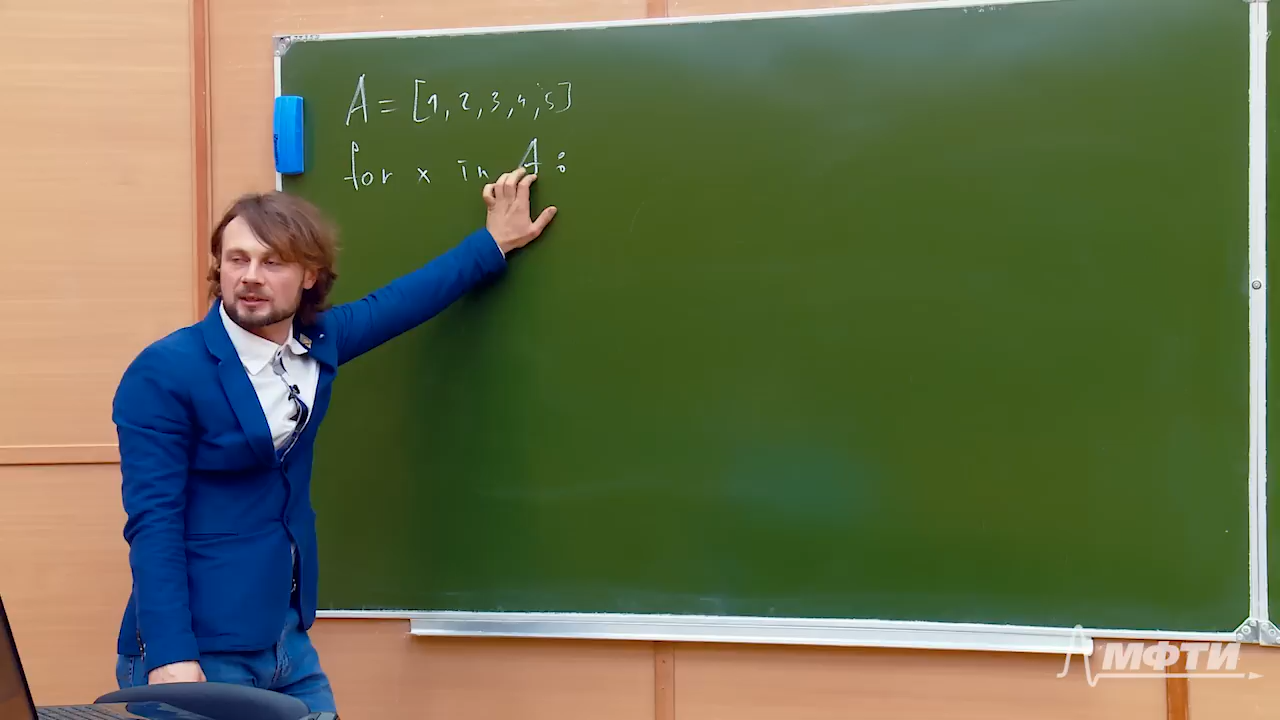 A = [1, 2, 3, 4, 5]
for x in A :
МФТИ